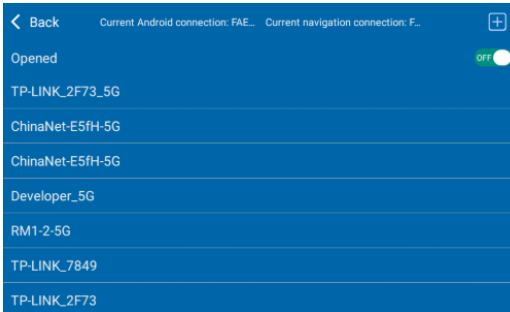 Back Current Android connection: FAE... Current navigation connection: F...
Opened OFF
TP-LINK_2F73_5G
ChinaNet-E5fH-5G
ChinaNet-E5fH-5G
Developer_5G
RM1-2-5G
TP-LINK_7849
TP-LINK_2F73